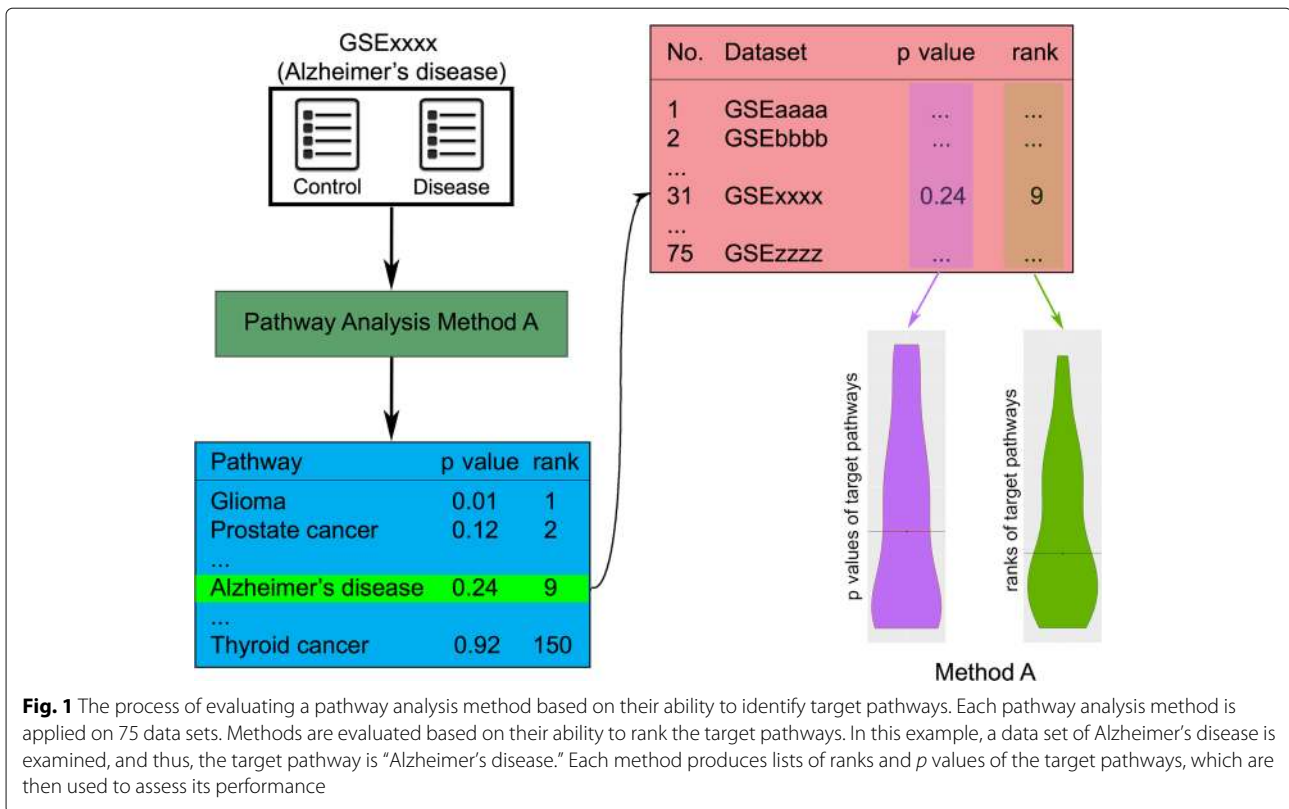 GSExxxx
(Alzheimer's disease)
Control Disease
Pathway Analysis Method A
Pathway p value rank
Glioma 0.01 1
Prostate cancer 0.12 2
...
Alzheimer's disease 0.24 9
...
Thyroid cancer 0.92 150
No. Dataset p value rank
1 GSEaaaa ... ...
2 GSEbbbb ... ...
...
31 GSExxxx 0.24 9
...
75 GSEzzzz ... ...
p values of target pathways
ranks of target pathways
Method A
Fig. 1 The process of evaluating a pathway analysis method based on their ability to identify target pathways. Each pathway analysis method is
applied on 75 data sets. Methods are evaluated based on their ability to rank the target pathways. In this example, a data set of Alzheimer's disease is
examined, and thus, the target pathway is “Alzheimer's disease.” Each method produces lists of ranks and p values of the target pathways, which are
then used to assess its performance